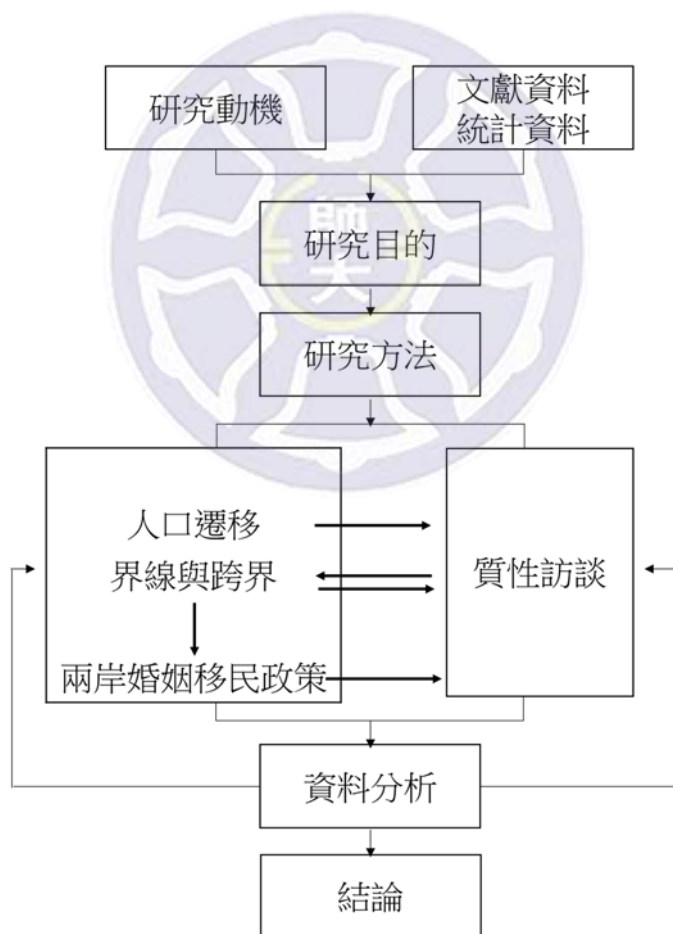 研究動機
文獻資料
統計資料
師大
研究目的
研究方法
人口遷移
界線與跨界
質性訪談
兩岸婚姻移民政策
資料分析
結論